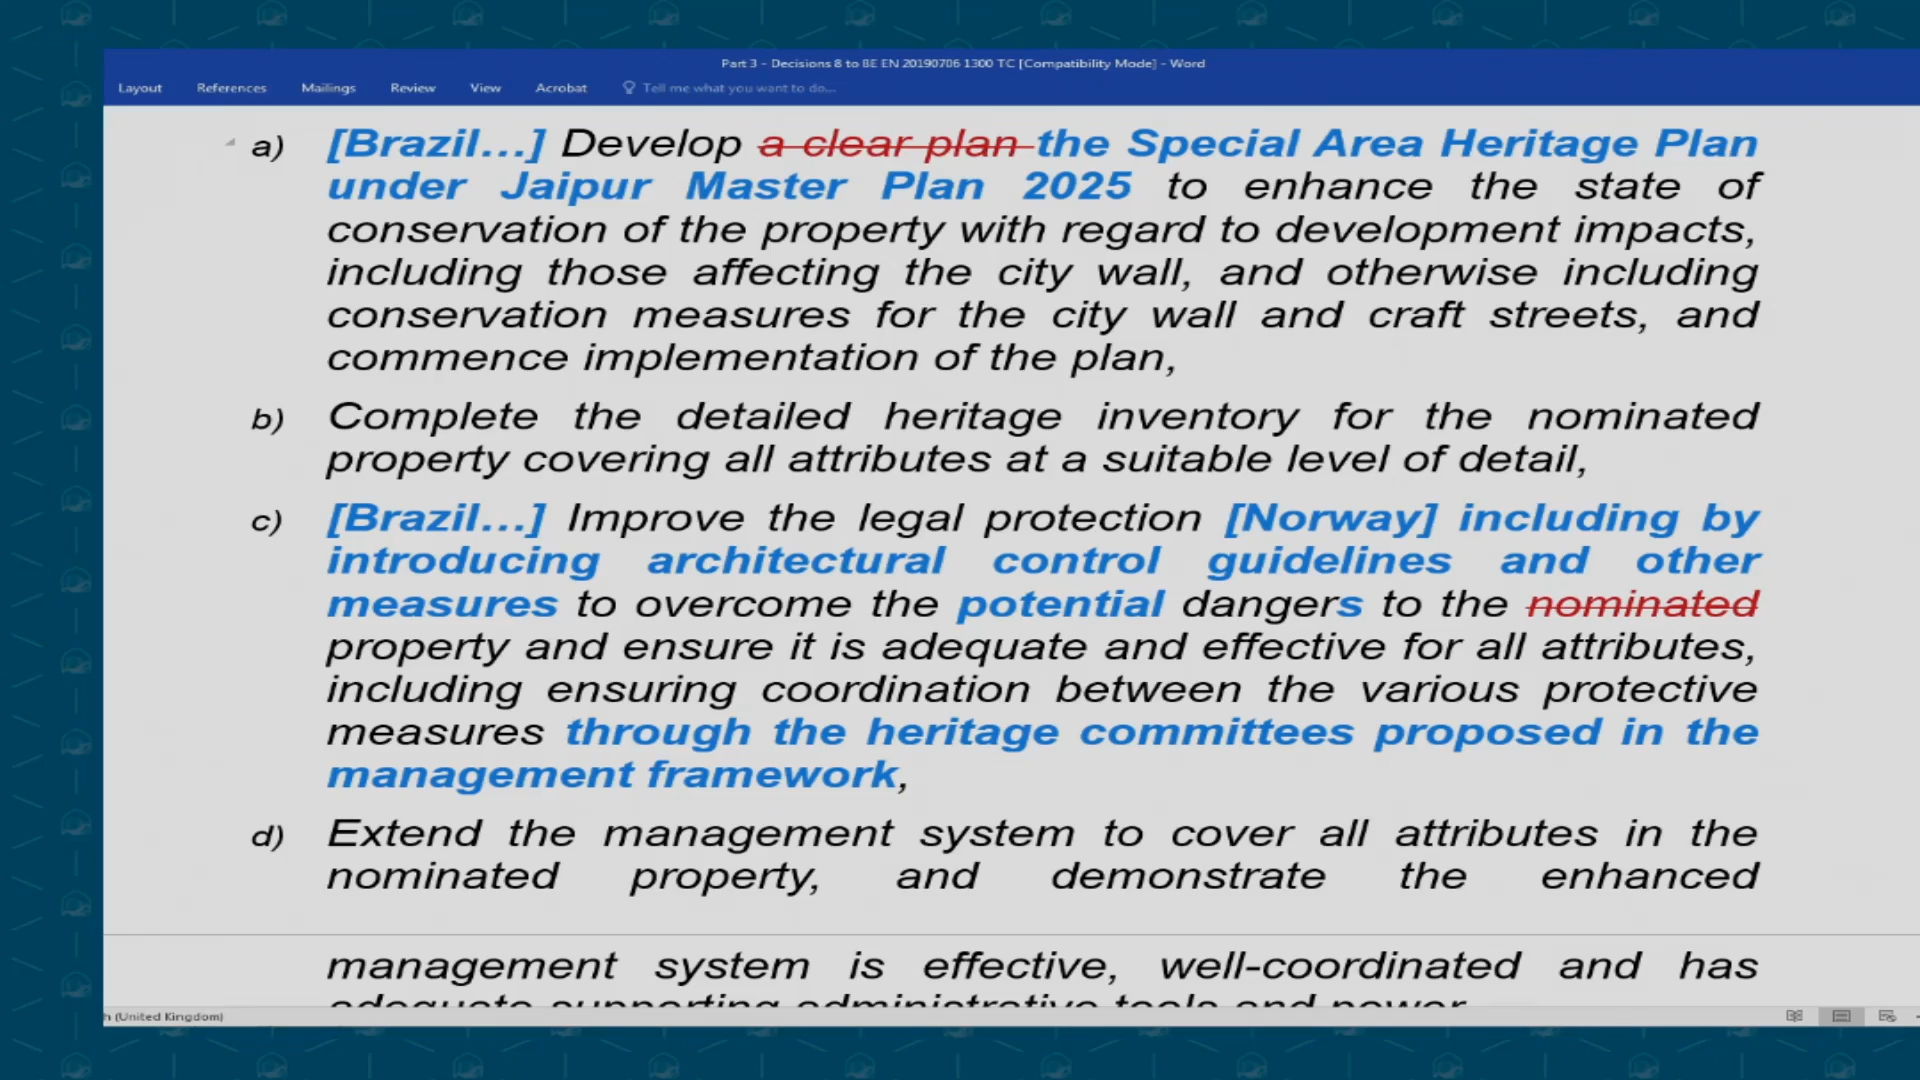 Part 3 - Decisions 8 to 8E EN 20190706 1300 TC [Compatibility Mode] - Word
Layout References Mailings Review View Acrobat Tell me what you want to do...
a) [Brazil...] Develop a clear plan the Special Area Heritage Plan
under Jaipur Master Plan 2025 to enhance the state of
conservation of the property with regard to development impacts,
including those affecting the city wall, and otherwise including
conservation measures for the city wall and craft streets, and
commence implementation of the plan,
b) Complete the detailed heritage inventory for the nominated
property covering all attributes at a suitable level of detail,
c) [Brazil...] Improve the legal protection [Norway] including by
introducing architectural control guidelines and other
measures to overcome the potential dangers to the nominated
property and ensure it is adequate and effective for all attributes,
including ensuring coordination between the various protective
measures through the heritage committees proposed in the
management framework,
d) Extend the management system to cover all attributes in the
nominated property, and demonstrate the enhanced
management system is effective, well-coordinated and has
adequate supporting administrative tools and power
h (United Kingdom)